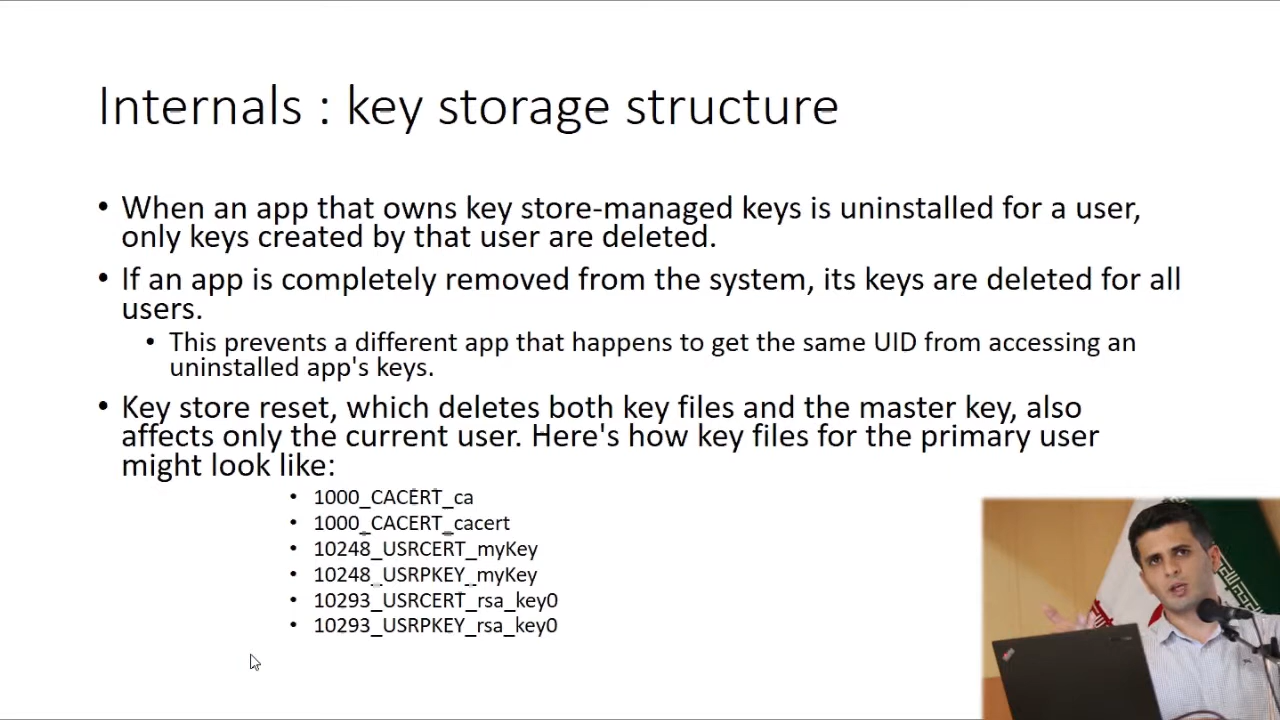 Internals : key storage structure
• When an app that owns key store-managed keys is uninstalled for a user,
only keys created by that user are deleted.
• If an app is completely removed from the system, its keys are deleted for all
users.
• This prevents a different app that happens to get the same UID from accessing an
uninstalled app's keys.
• Key store reset, which deletes both key files and the master key, also
affects only the current user. Here's how key files for the primary user
might look like:
• 1000_CACERT_ca
• 1000_CACERT_cacert
• 10248_USRCERT_myKey
• 10248_USRPKEY_myKey
• 10293_USRCERT_rsa_key0
• 10293_USRPKEY_rsa_key0